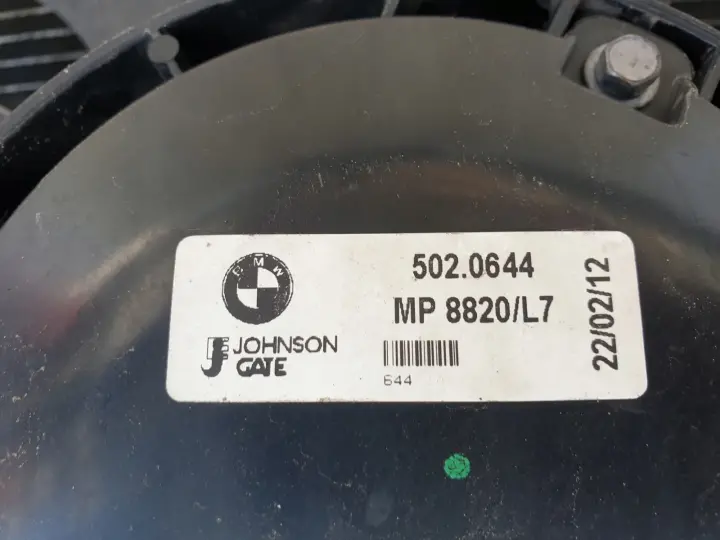 BMW
JOHNSON
GATE
502.0644
MP 8820/L7
644
22/02/12